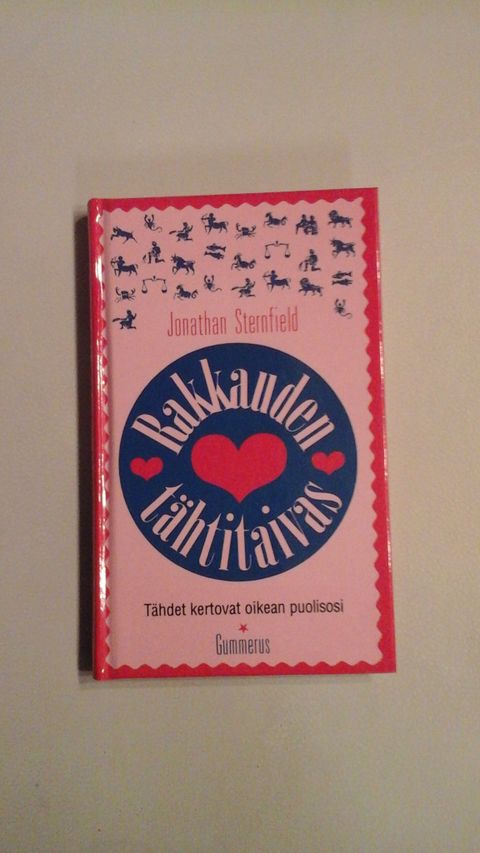 Jonathan Sternfield
Rakkauden
tähtitaivas
Tähdet kertovat oikean puolisosi
Gummerus